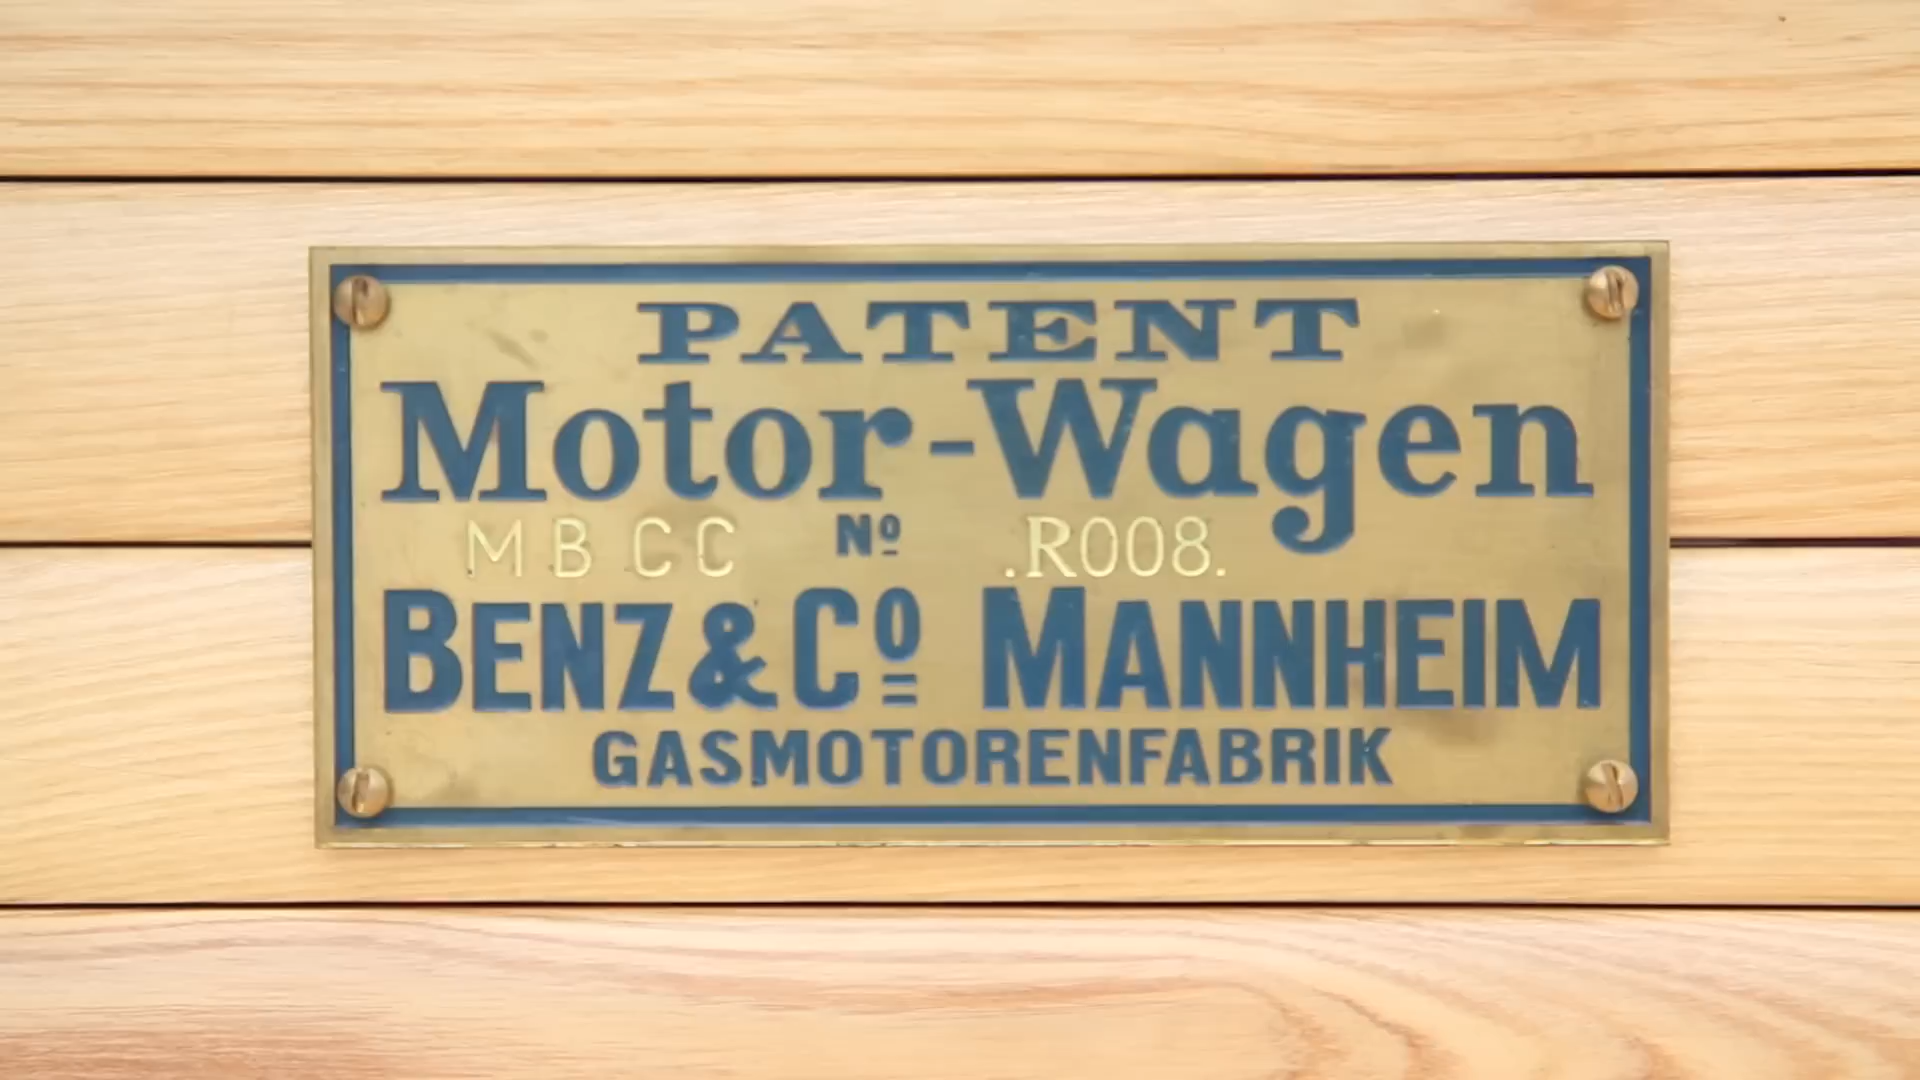 PATENT
Motor-Wagen
MBCC Nº .R008.
BENZ & Cº MANNHEIM
GASMOTORENFABRIK